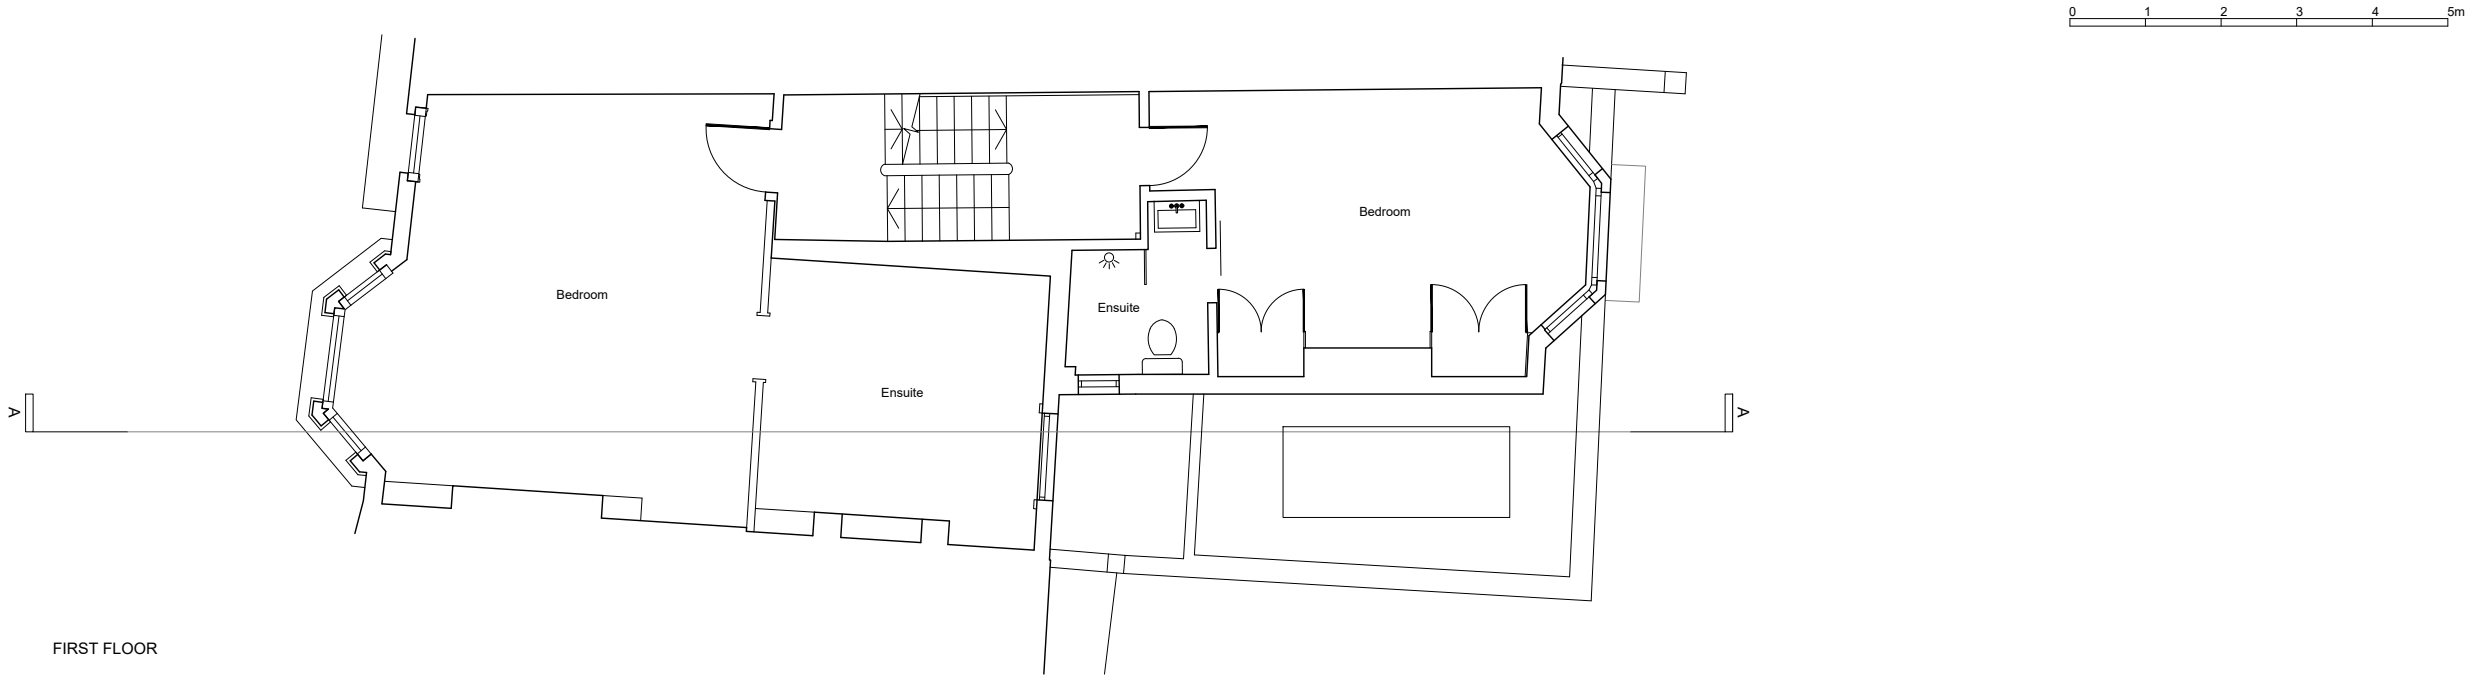 0 1 2 3 4 5m
Bedroom
Bedroom
Ensuite
Ensuite
A A
FIRST FLOOR